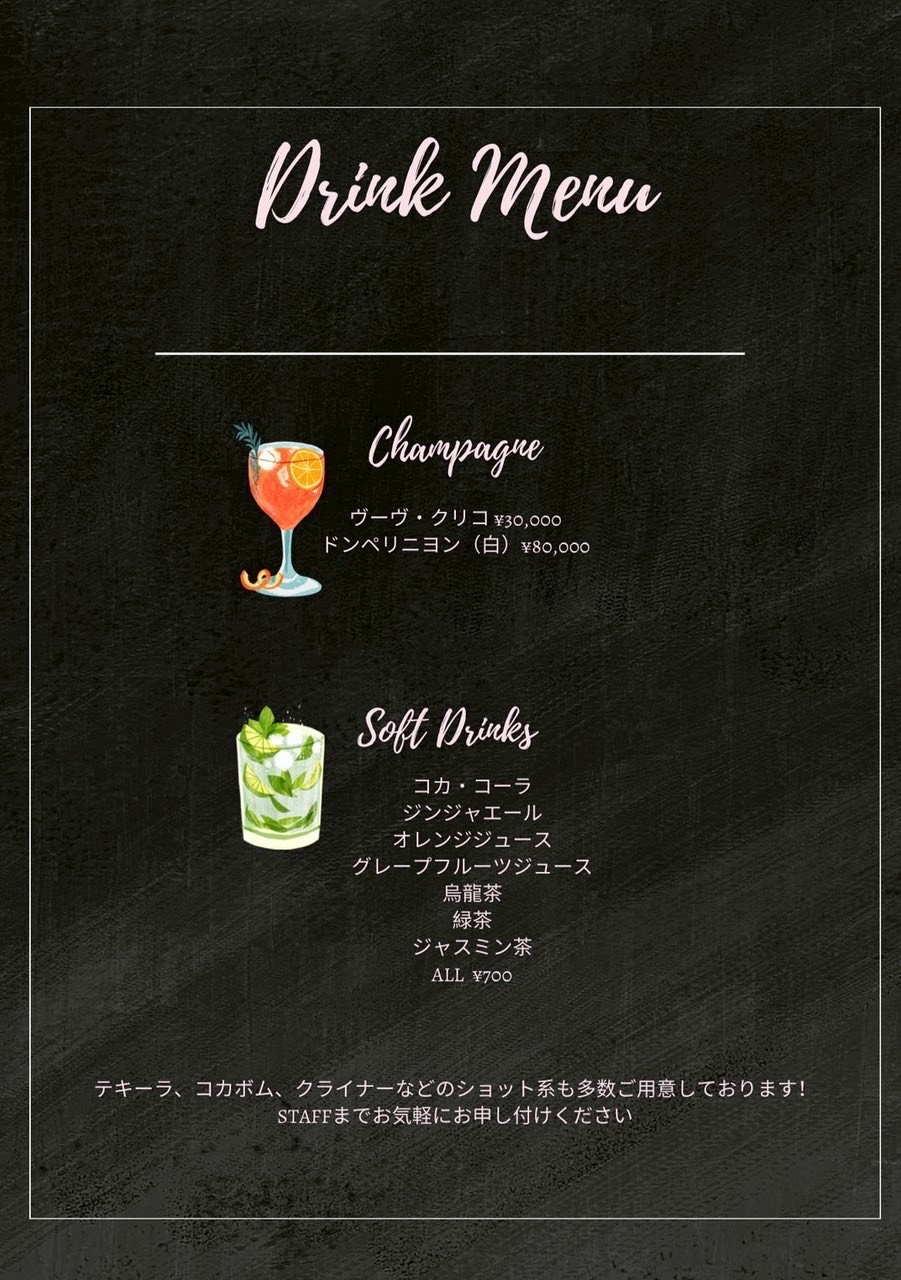 Drink Menu
Champagne
ヴーヴ・クリコ ¥30,000
ドンペリニヨン（白）¥80,000
Soft Drinks
コカ・コーラ
ジンジャエール
オレンジジュース
グレープフルーツジュース
烏龍茶
緑茶
ジャスミン茶
ALL ¥700
テキーラ、コカボム、クライナーなどのショット系も多数ご用意しております!
STAFFまでお気軽にお申し付けください